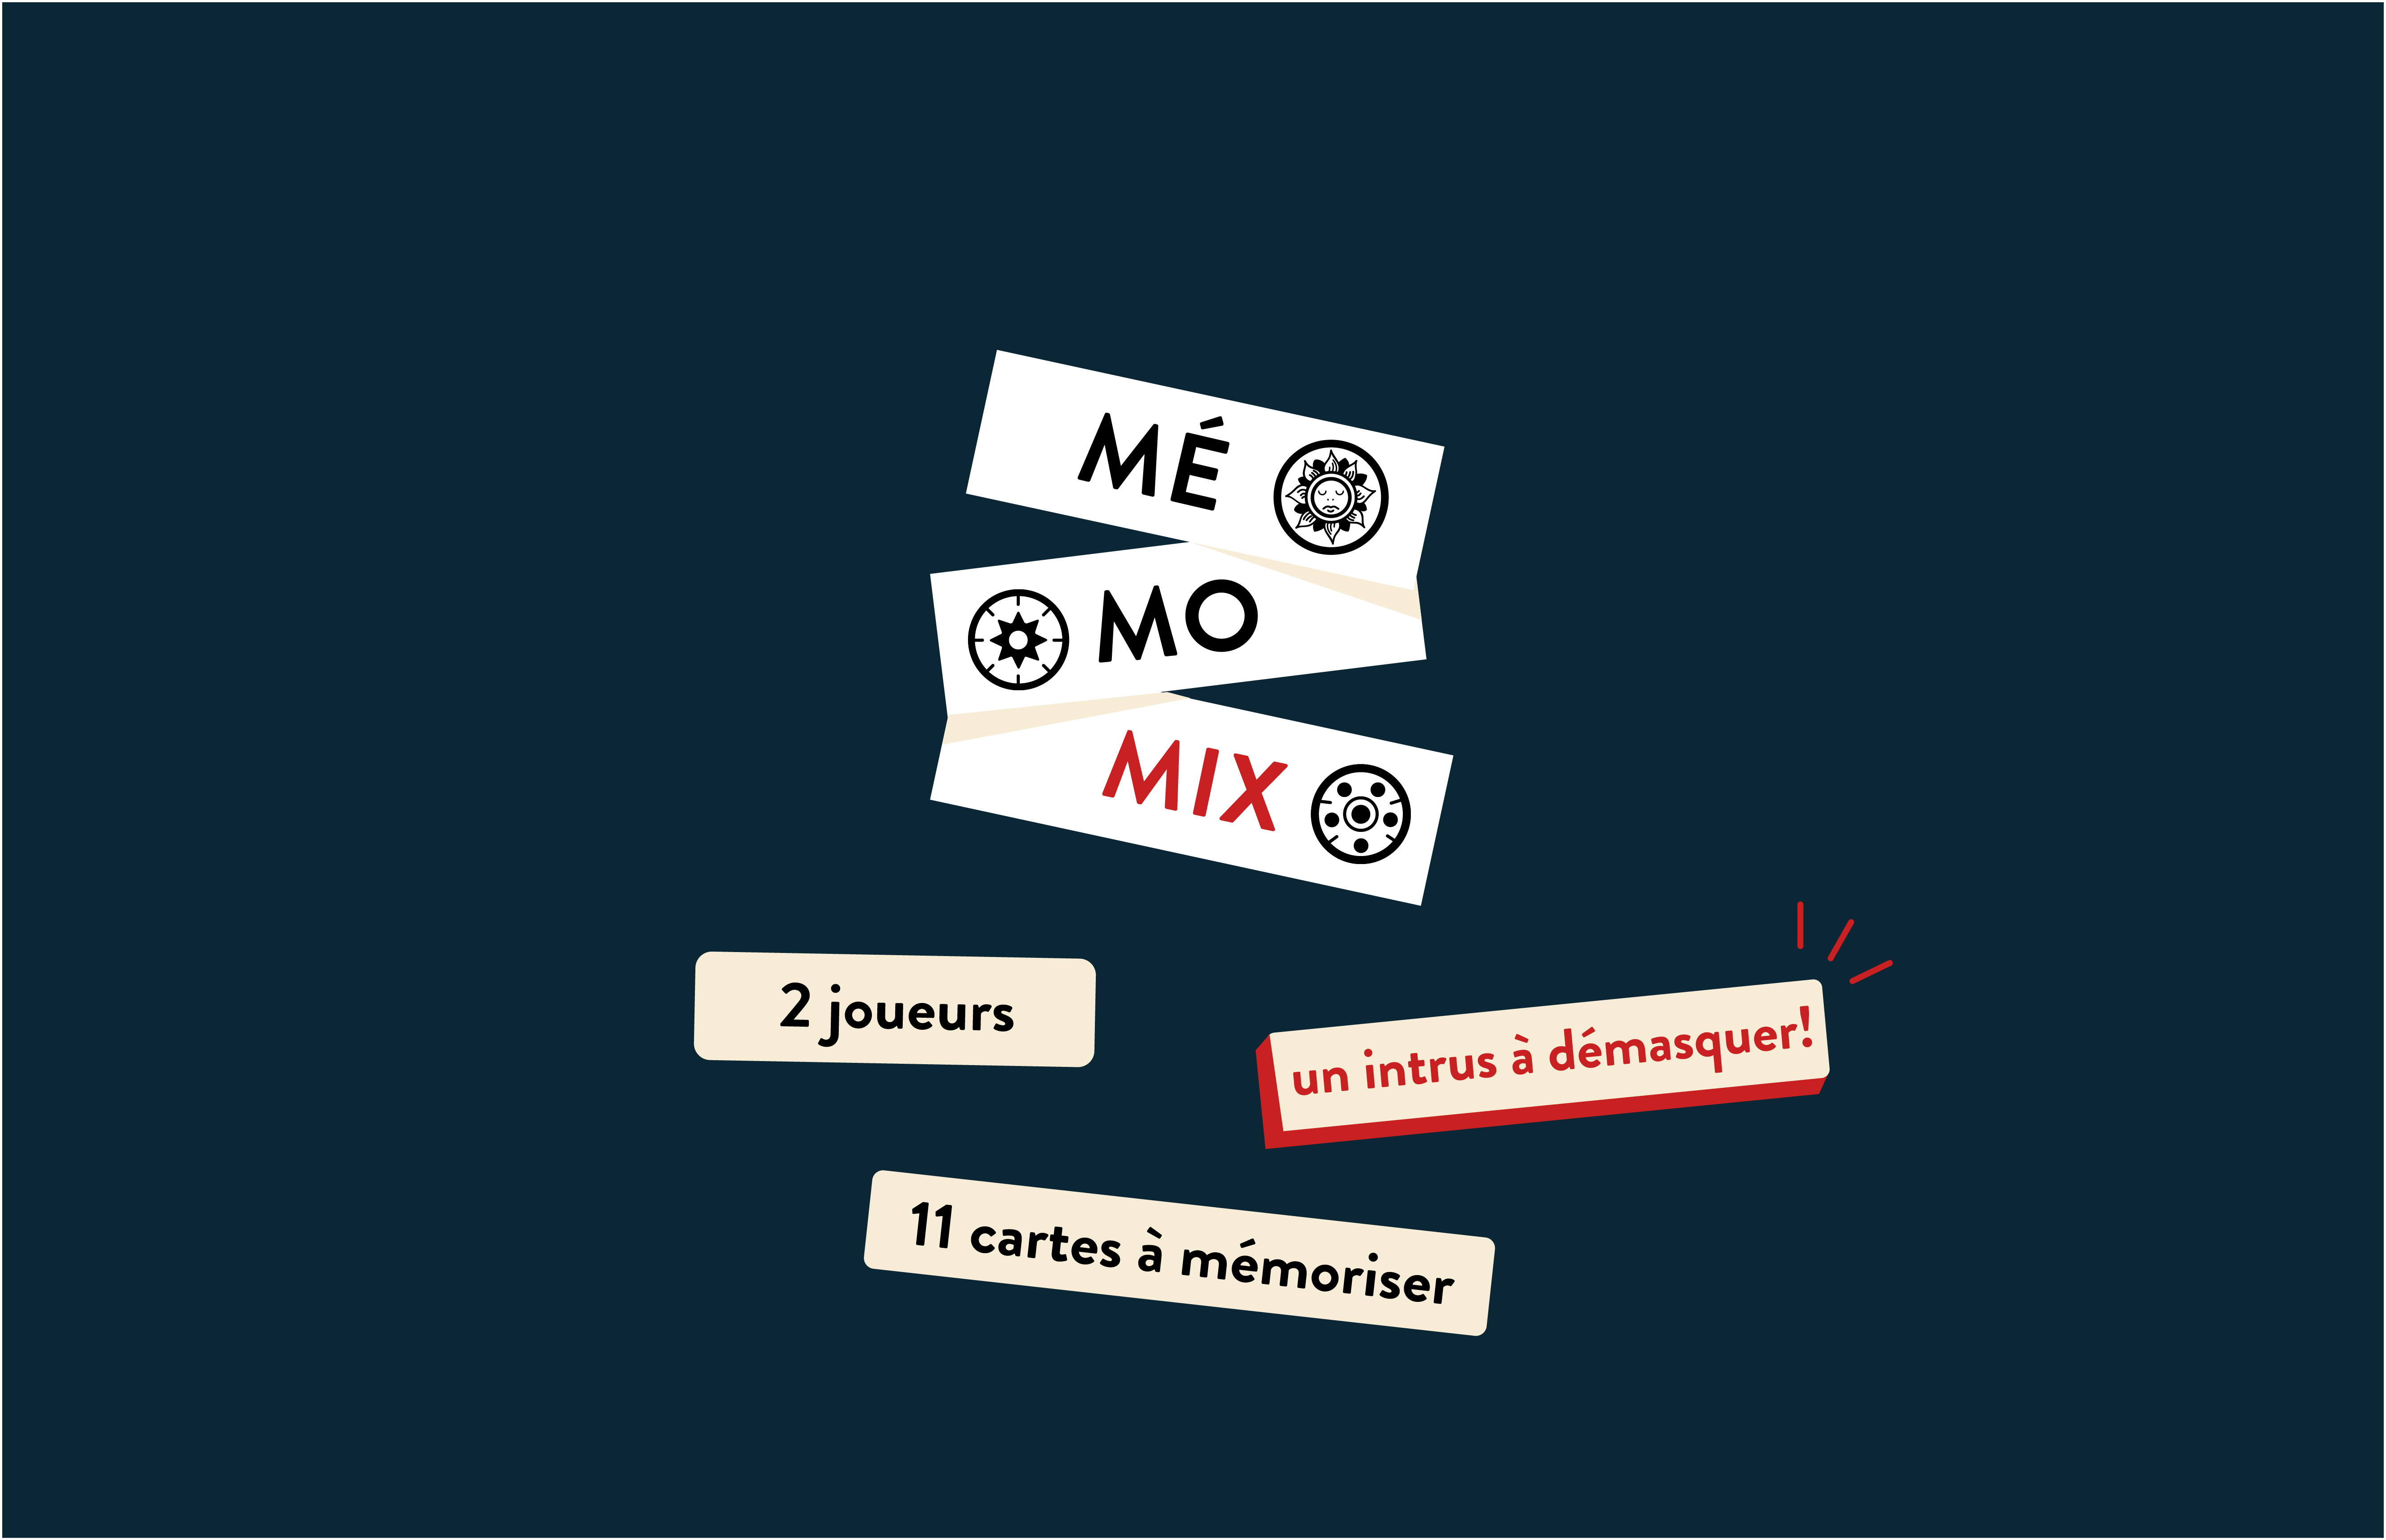 MÉ
MO
MIX
2 joueurs
un intrus à démasquer!
11 cartes à mémoriser